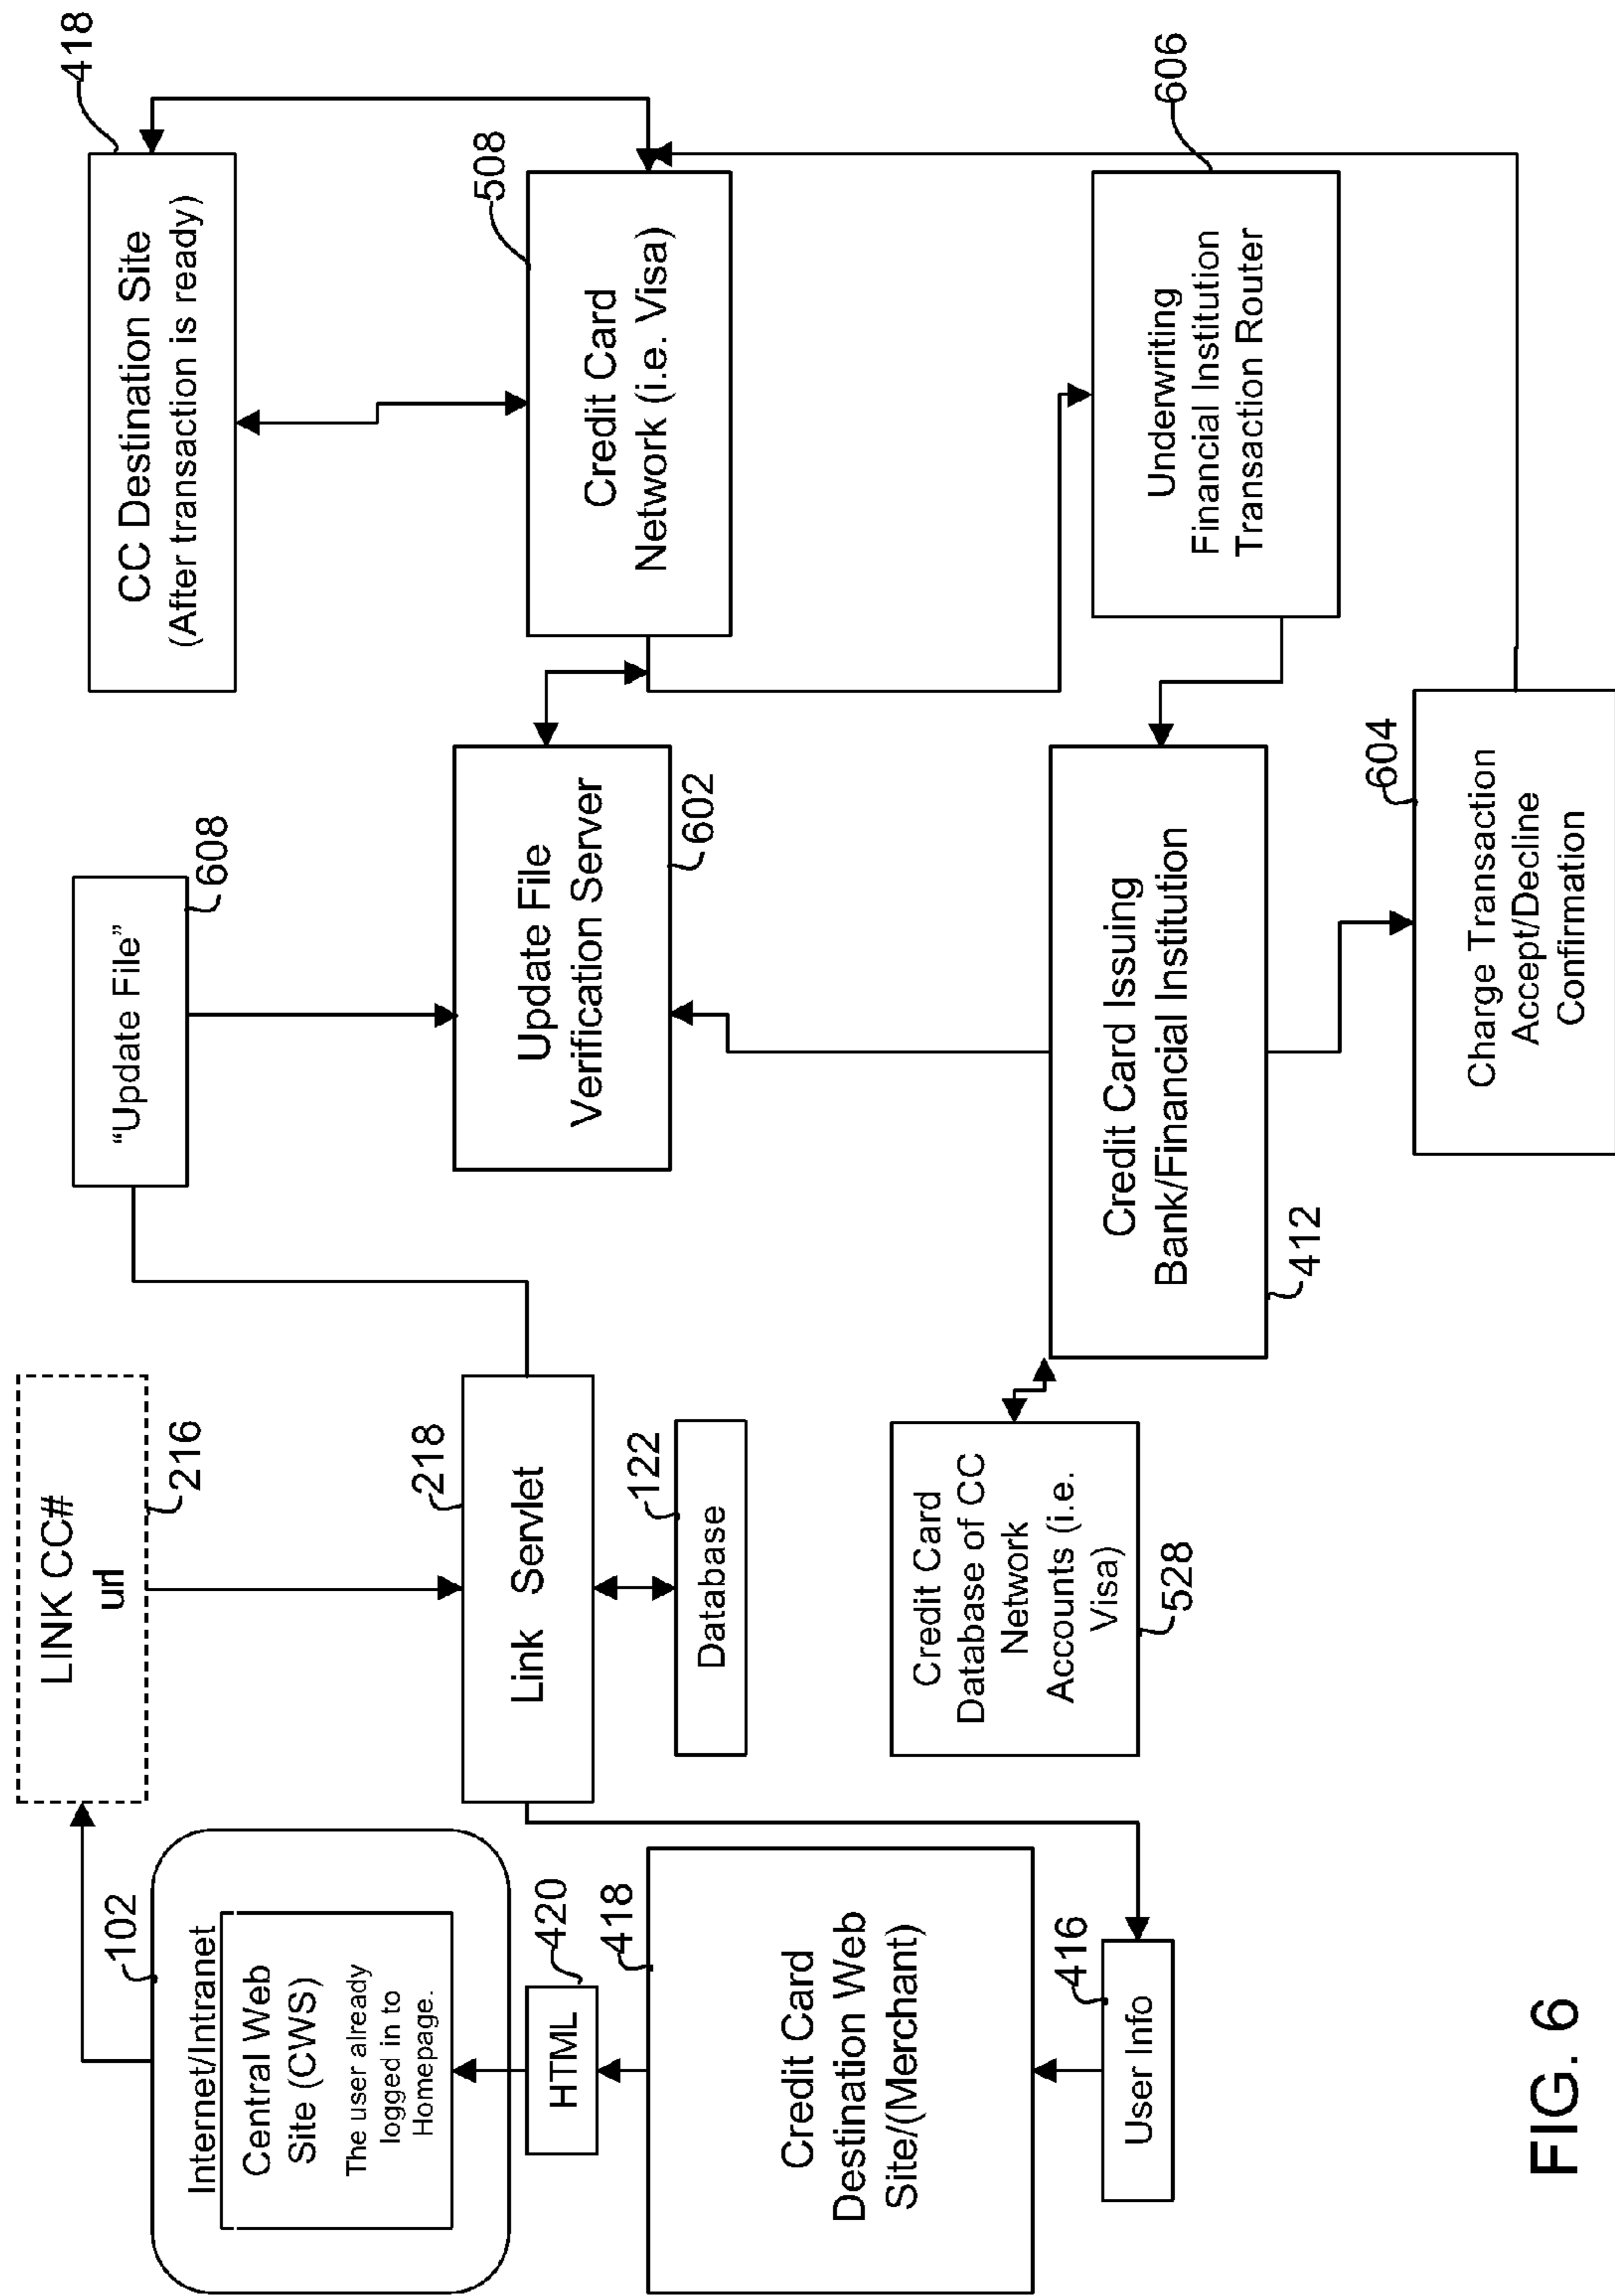 102
Internet/Intranet
Central Web
Site (CWS)
The user already
logged in to
Homepage.
LINK CC#
url
216
"Update File"
608
CC Destination Site
(After transaction is ready)
418
HTML
420
Link Servlet
218
Update File
Verification Server
602
Credit Card
Network (i.e. Visa)
508
Credit Card
Destination Web
Site/(Merchant)
418
Database
122
User Info
416
Credit Card
Database of CC
Network
Accounts (i.e.
Visa)
528
Credit Card Issuing
Bank/Financial Institution
412
Underwriting
Financial Institution
Transaction Router
606
Charge Transaction
Accept/Decline
Confirmation
604
FIG. 6